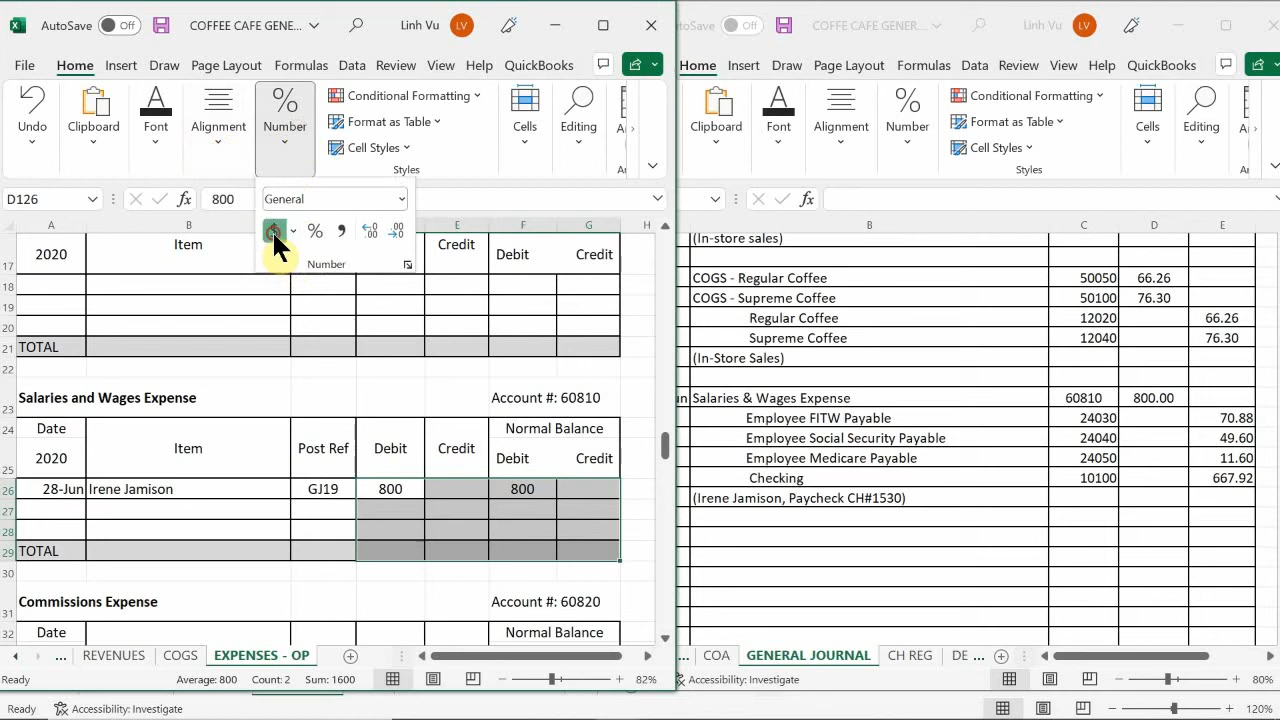 AutoSave Off COFFEE CAFE GENE... Linh Vu LV
File Home Insert Draw Page Layout Formulas Data Review View Help QuickBooks
Undo Clipboard Font Alignment % Number Conditional Formatting Format as Table Cell Styles Styles Cells Editing
D126 fx 800
General
% , .00 .00
Number
A B E G H
17 2020 Item Credit Debit Credit
18
19
20
21 TOTAL
22
23 Salaries and Wages Expense Account #: 60810
24 Date Normal Balance
25 2020 Item Post Ref Debit Credit Debit Credit
26 28-Jun Irene Jamison GJ19 800 800
27
28
29 TOTAL
30
31 Commissions Expense Account #: 60820
32 Date Normal Balance
... REVENUES COGS EXPENSES - OP
Ready Average: 800 Count: 2 Sum: 1600 82%
Ready Accessibility: Investigate 120%
Off COFFE CAFE GENER... Linh Vu LV
Home Insert Draw Page Layout Formulas Data Review View Help QuickBooks
Clipboard Font Alignment % Number Conditional Formatting Format as Table Cell Styles Styles Cells Editing
fx
B C D E
(In-store sales)
COGS - Regular Coffee 50050 66.26
COGS - Supreme Coffee 50100 76.30
Regular Coffee 12020 66.26
Supreme Coffee 12040 76.30
(In-Store Sales)
Salaries & Wages Expense 60810 800.00
Employee FITW Payable 24030 70.88
Employee Social Security Payable 24040 49.60
Employee Medicare Payable 24050 11.60
Checking 10100 667.92
(Irene Jamison, Paycheck CH#1530)
... COA GENERAL JOURNAL CH REG DE ...
Accessibility: Investigate 80%